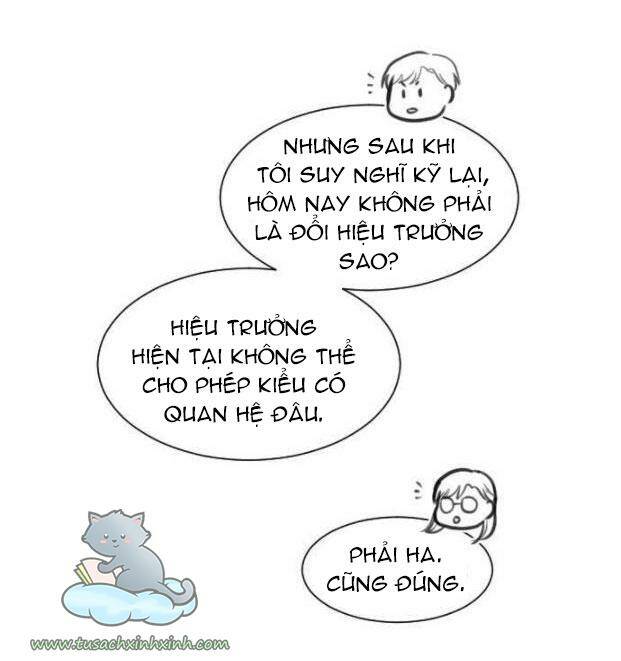 NHƯNG SAU KHI
TÔI SUY NGHĨ KỸ LẠI,
HÔM NAY KHÔNG PHẢI
LÀ ĐỔI HIỆU TRƯỞNG
SAO?
HIỆU TRƯỞNG
HIỆN TẠI KHÔNG THỂ
CHO PHÉP KIỂU CÓ
QUAN HỆ ĐÂU.
PHẢI HA.
CŨNG ĐÚNG.
www.tusachxinhxinh.com